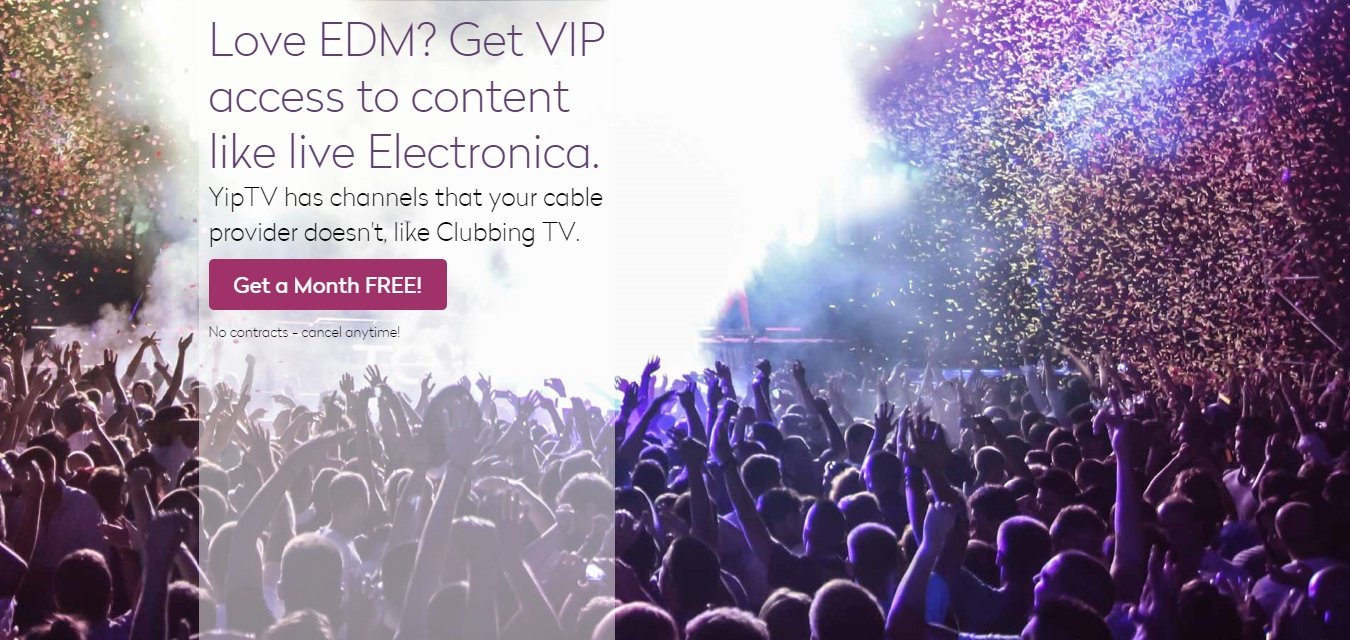 Love EDM? Get VIP
access to content
like live Electronica.
YipTV has channels that your cable
provider doesn't, like Clubbing TV.
Get a Month FREE!
No contracts - cancel anytime!